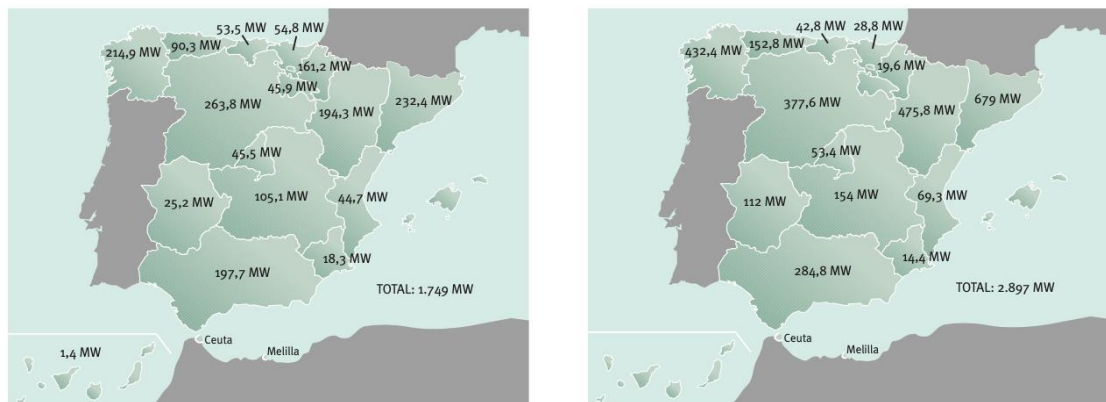 53,5 MW
54,8 MW
214,9 MW
90,3 MW
161,2 MW
45,9 MW
263,8 MW
194,3 MW
232,4 MW
45,5 MW
25,2 MW
105,1 MW
44,7 MW
18,3 MW
197,7 MW
TOTAL: 1.749 MW
Ceuta
Melilla
1,4 MW
42,8 MW
28,8 MW
432,4 MW
152,8 MW
19,6 MW
377,6 MW
475,8 MW
679 MW
53,4 MW
112 MW
154 MW
69,3 MW
14,4 MW
284,8 MW
TOTAL: 2.897 MW
Ceuta
Melilla